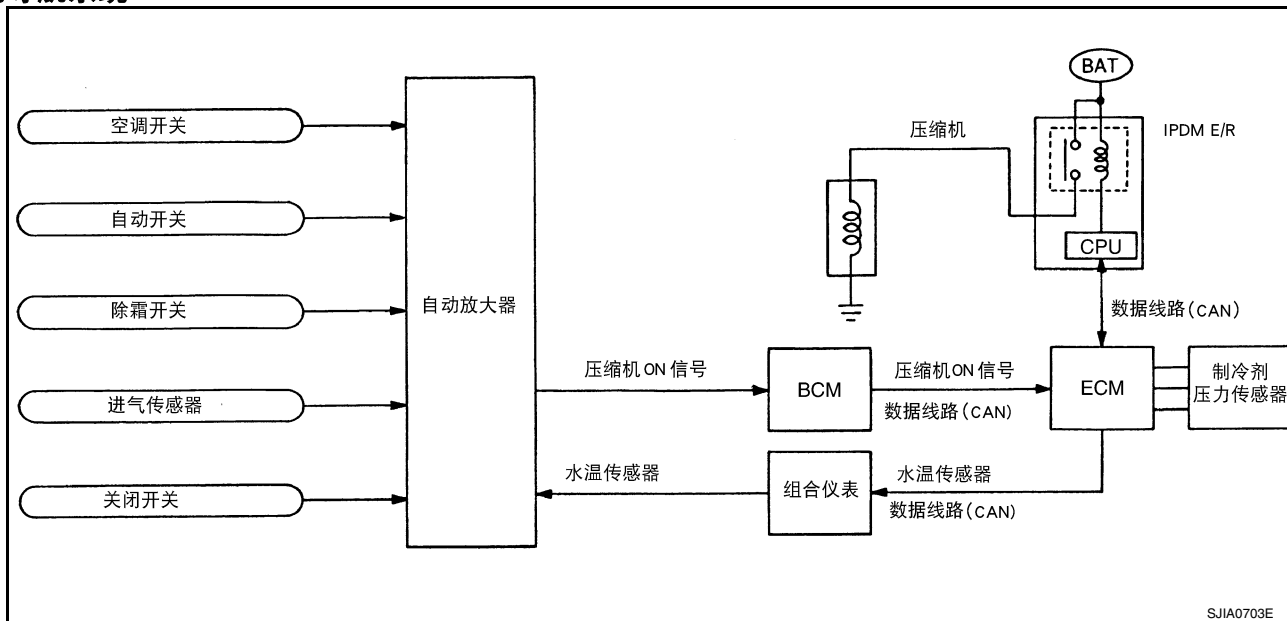 BAT
空调开关
压缩机
IPDM E/R
自动开关
CPU
除霜开关
自动放大器
数据线路(CAN)
压缩机 ON 信号
BCM
压缩机ON 信号
数据线路(CAN)
ECM
制冷剂
压力传感器
进气传感器
水温传感器
组合仪表
水温传感器
数据线路(CAN)
关闭开关
SJIA0703E